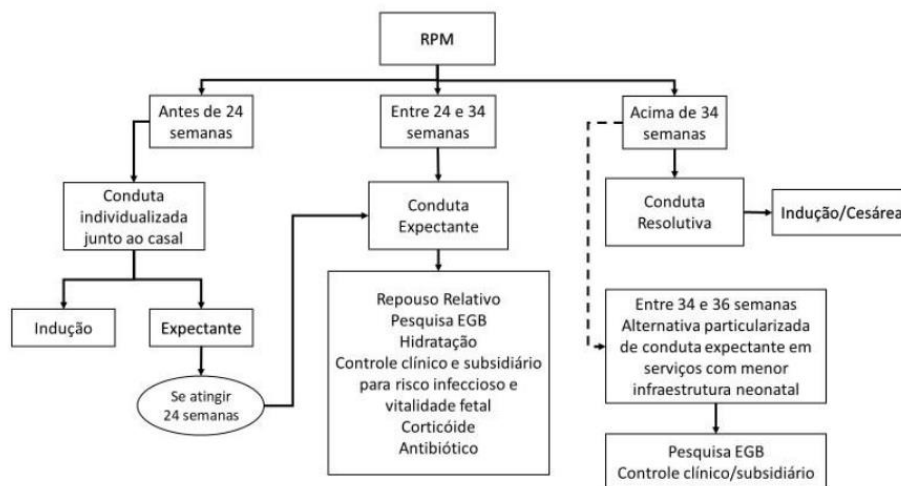 RPM
Antes de 24
semanas
Entre 24 e 34
semanas
Acima de 34
semanas
Conduta
individualizada
junto ao casal
Conduta
Expectante
Conduta
Resolutiva
Indução/Cesárea
Indução
Expectante
Se atingir
24 semanas
Repouso Relativo
Pesquisa EGB
Hidratação
Controle clínico e subsidiário
para risco infeccioso e
vitalidade fetal
Corticóide
Antibiótico
Entre 34 e 36 semanas
Alternativa particularizada
de conduta expectante em
serviços com menor
infraestrutura neonatal
Pesquisa EGB
Controle clínico/subsidiário